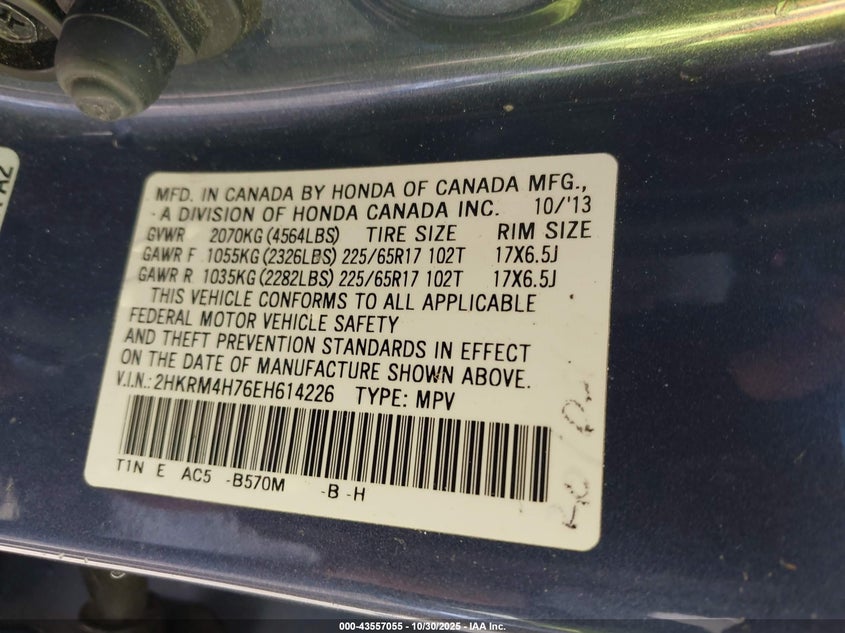 MFD. IN CANADA BY HONDA OF CANADA MFG.,
A DIVISION OF HONDA CANADA INC. 10/'13
GVWR 2070KG (4564LBS) TIRE SIZE RIM SIZE
GAWR F 1055KG (2326LBS) 225/65R17 102T 17X6.5J
GAWR R 1035KG (2282LBS) 225/65R17 102T 17X6.5J
THIS VEHICLE CONFORMS TO ALL APPLICABLE
FEDERAL MOTOR VEHICLE SAFETY
AND THEFT PREVENTION STANDARDS IN EFFECT
ON THE DATE OF MANUFACTURE SHOWN ABOVE.
V.I.N.: 2HKRM4H76EH614226 TYPE: MPV
T1N E AC5 -B570M -B -H
000-43557055 - 10/30/2025 - IAA Inc.